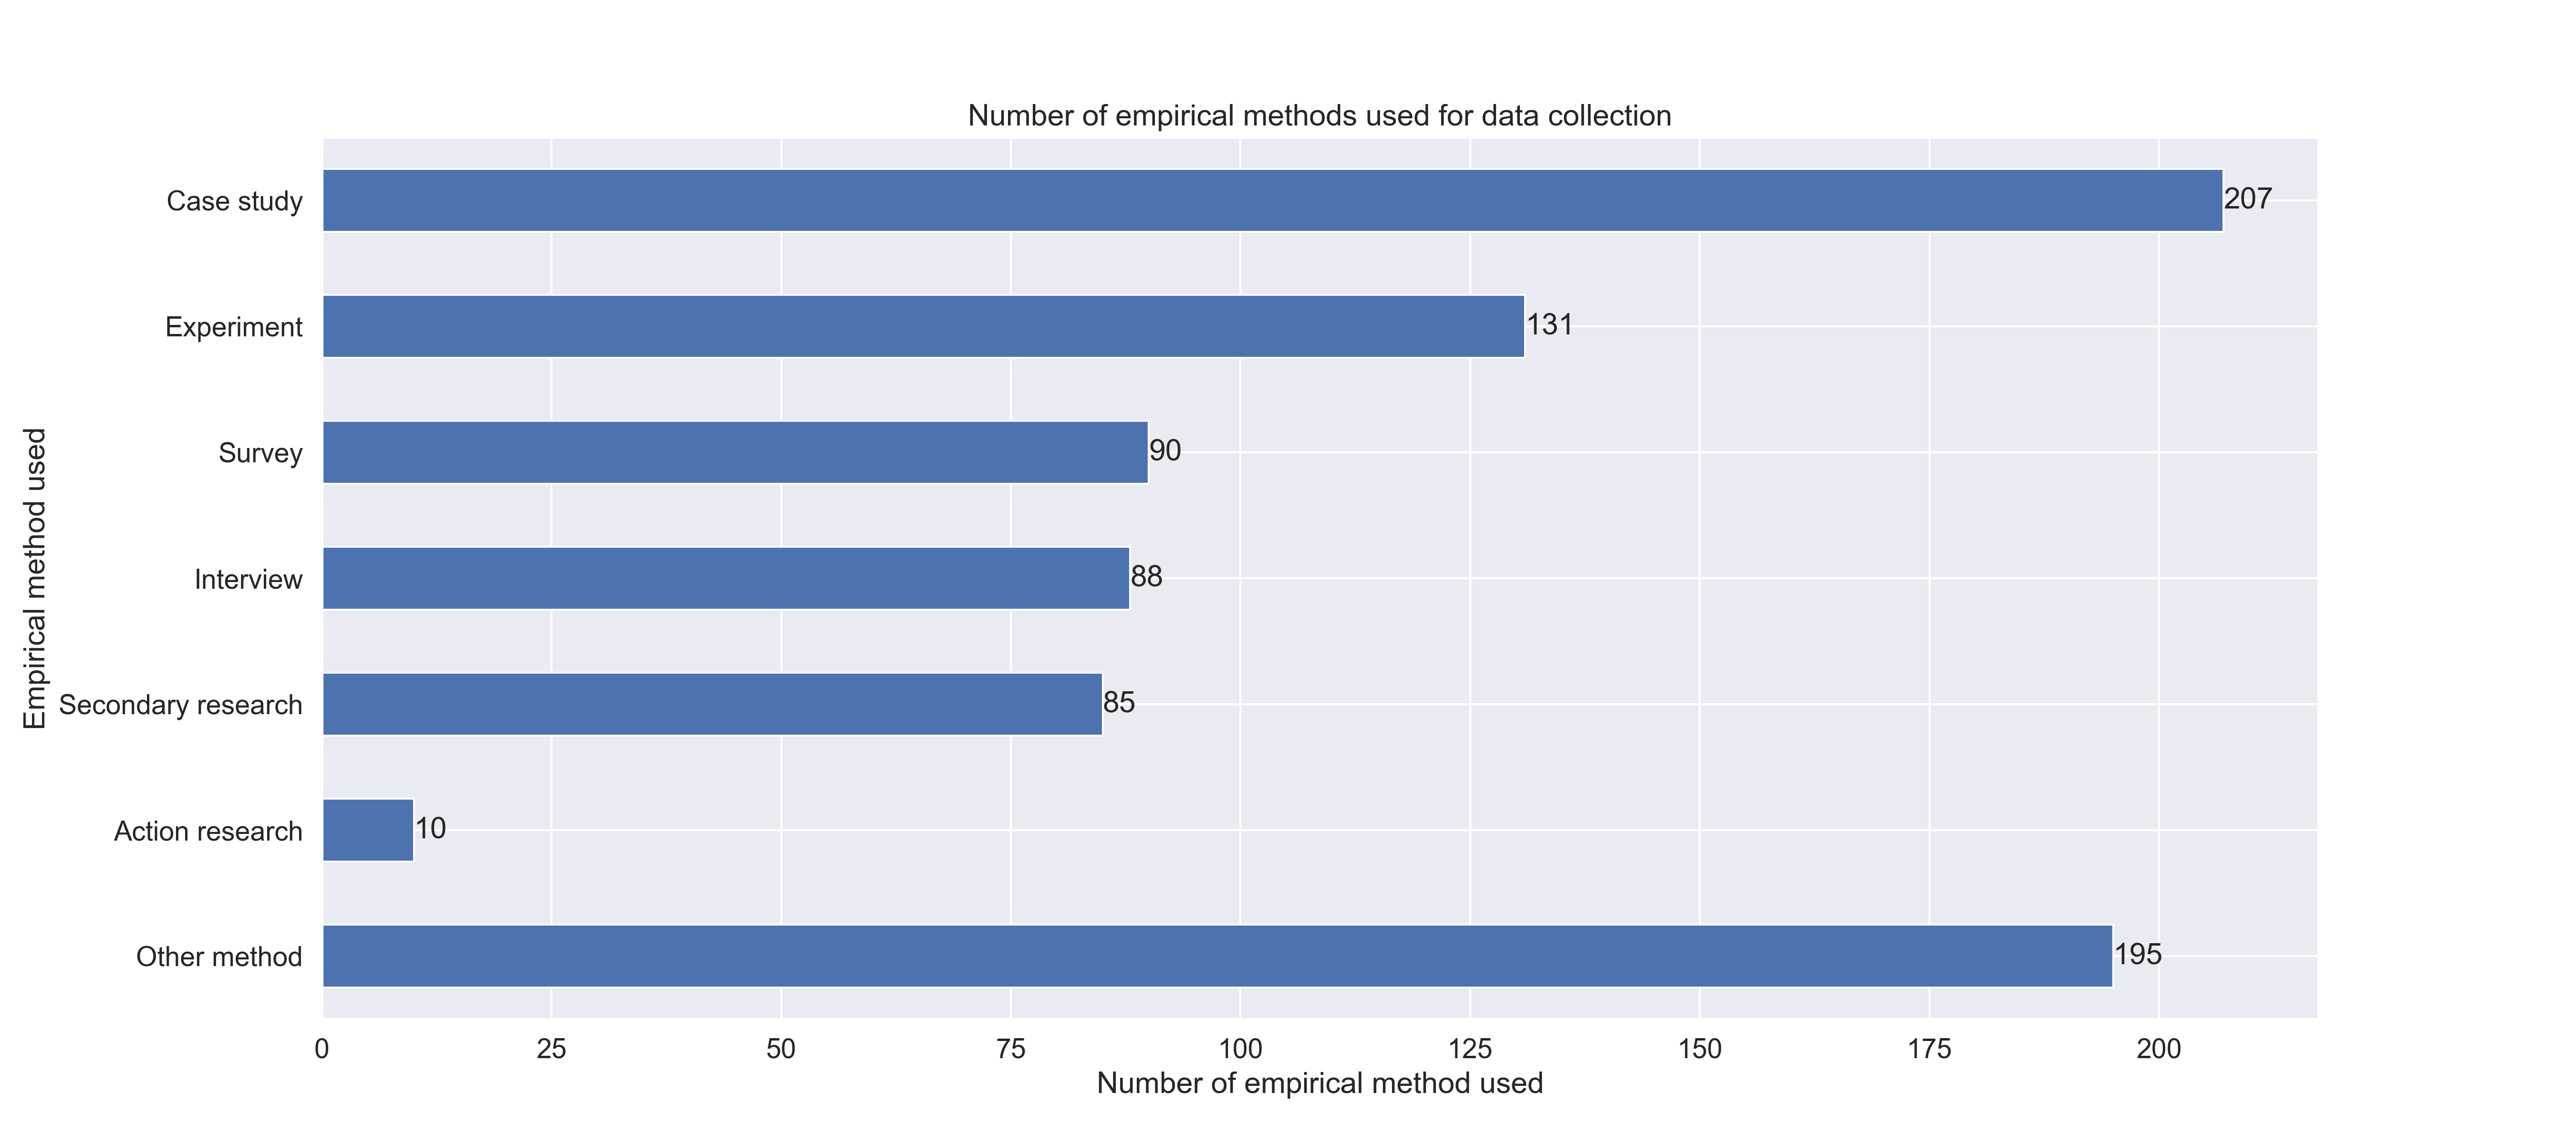 Number of empirical methods used for data collection
Empirical method used
Case study 207
Experiment 131
Survey 90
Interview 88
Secondary research 85
Action research 10
Other method 195
0 25 50 75 100 125 150 175 200
Number of empirical method used